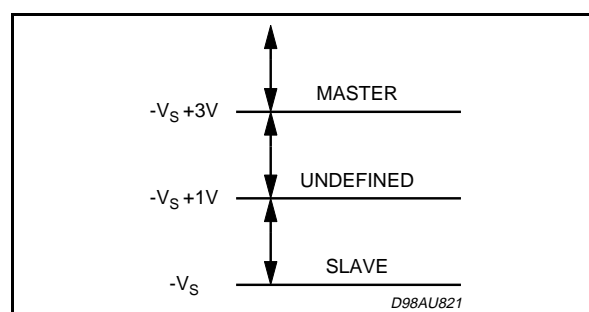 MASTER
-VS +3V
UNDEFINED
-VS +1V
SLAVE
-VS
D98AU821